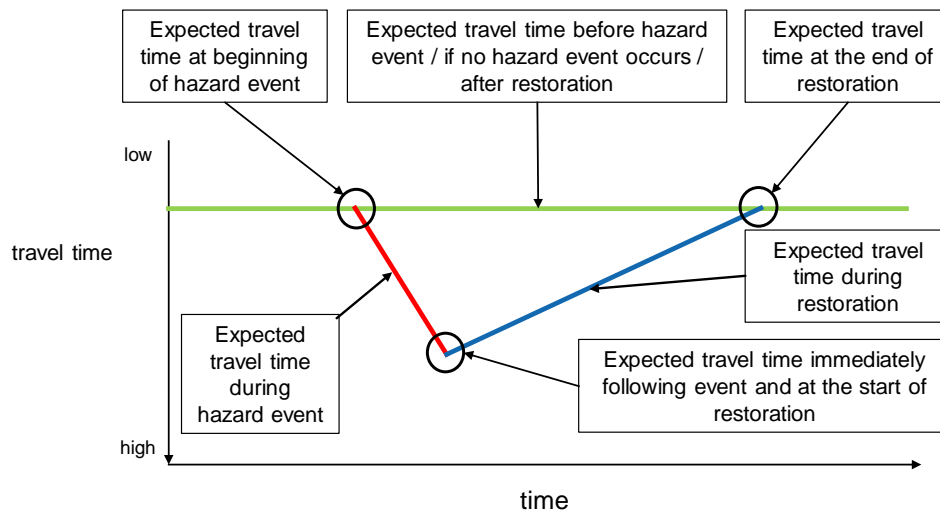 Expected travel
time at beginning
of hazard event
Expected travel time before hazard
event / if no hazard event occurs /
after restoration
Expected travel
time at the end of
restoration
low
travel time
Expected travel
time during
restoration
Expected
travel time
during
hazard event
Expected travel time immediately
following event and at the start of
restoration
high
time